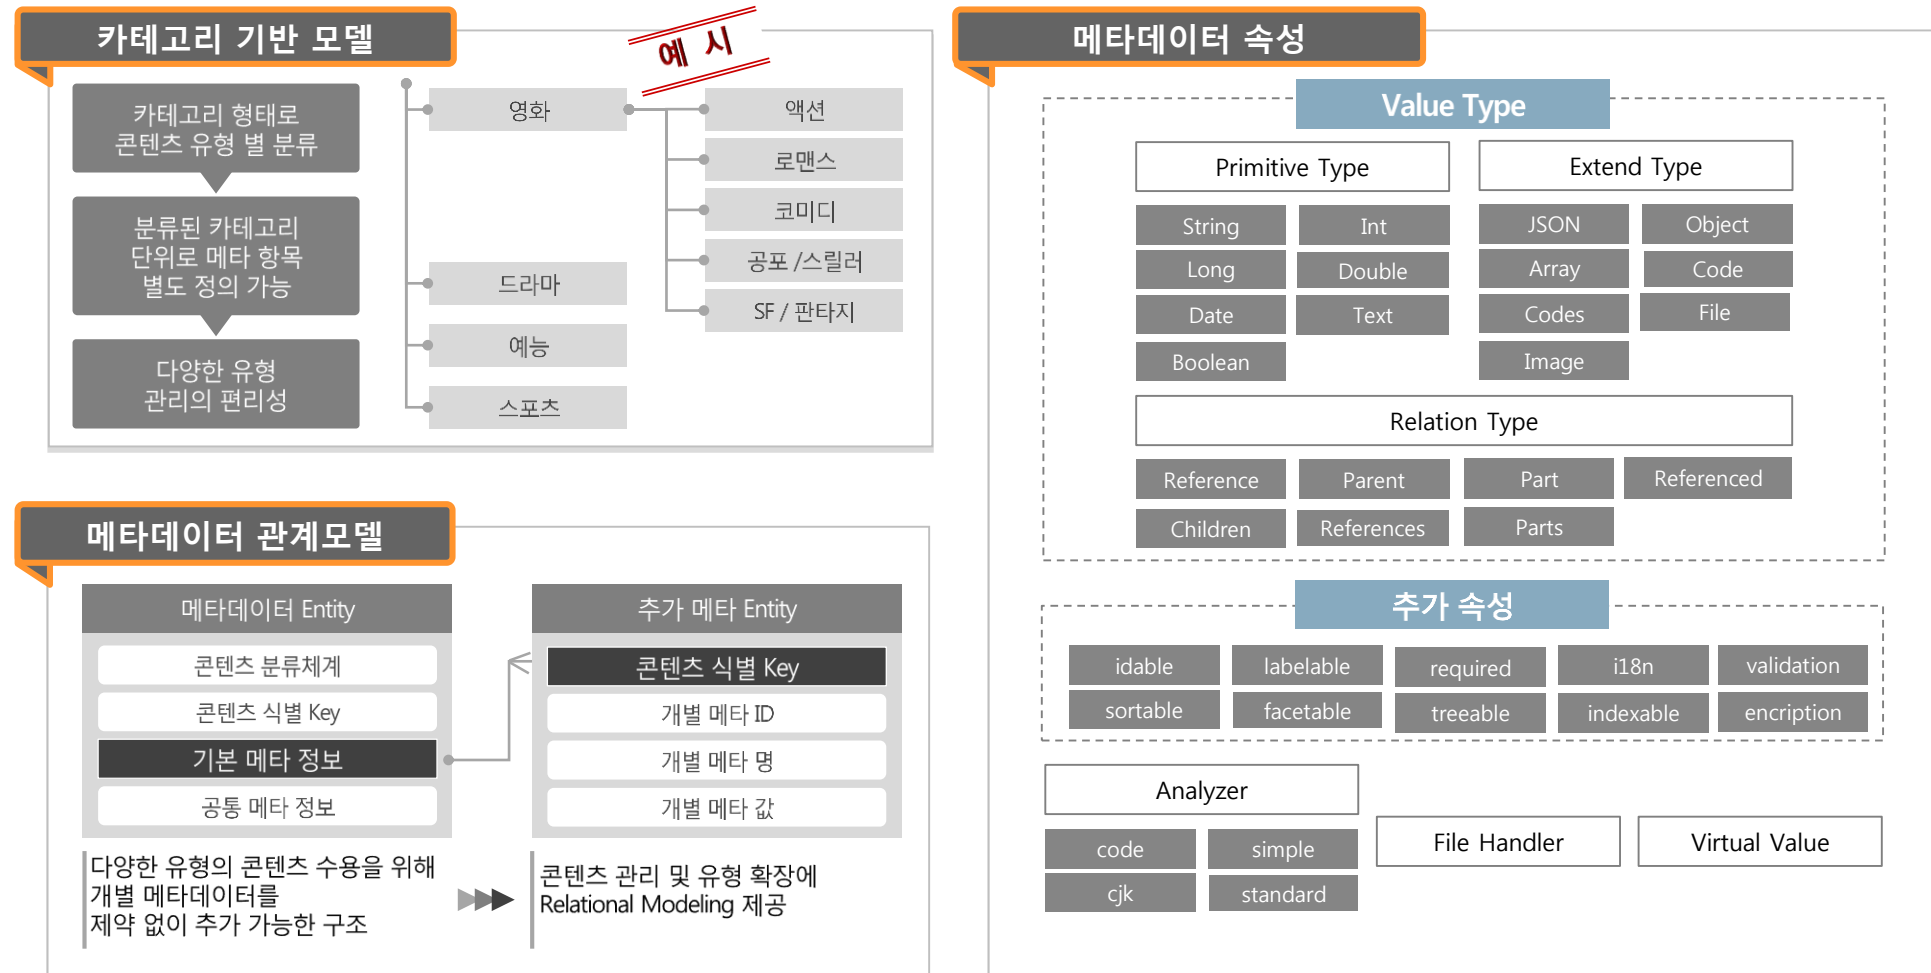 카테고리 기반 모델
예 시
카테고리 형태로
콘텐츠 유형 별 분류
분류된 카테고리
단위로 메타 항목
별도 정의 가능
다양한 유형
관리의 편리성
영화
드라마
예능
스포츠
액션
로맨스
코미디
공포 /스릴러
SF / 판타지
메타데이터 관계모델
메타데이터 Entity
콘텐츠 분류체계
콘텐츠 식별 Key
기본 메타 정보
공통 메타 정보
추가 메타 Entity
콘텐츠 식별 Key
개별 메타 ID
개별 메타 명
개별 메타 값
다양한 유형의 콘텐츠 수용을 위해
개별 메타데이터를
제약 없이 추가 가능한 구조
콘텐츠 관리 및 유형 확장에
Relational Modeling 제공
메타데이터 속성
Value Type
Primitive Type
String Int
Long Double
Date Text
Boolean
Extend Type
JSON Object
Array Code
Codes File
Image
Relation Type
Reference Parent Part Referenced
Children References Parts
추가 속성
idable labelable required i18n validation
sortable facetable treeable indexable encription
Analyzer
code simple
cjk standard
File Handler
Virtual Value